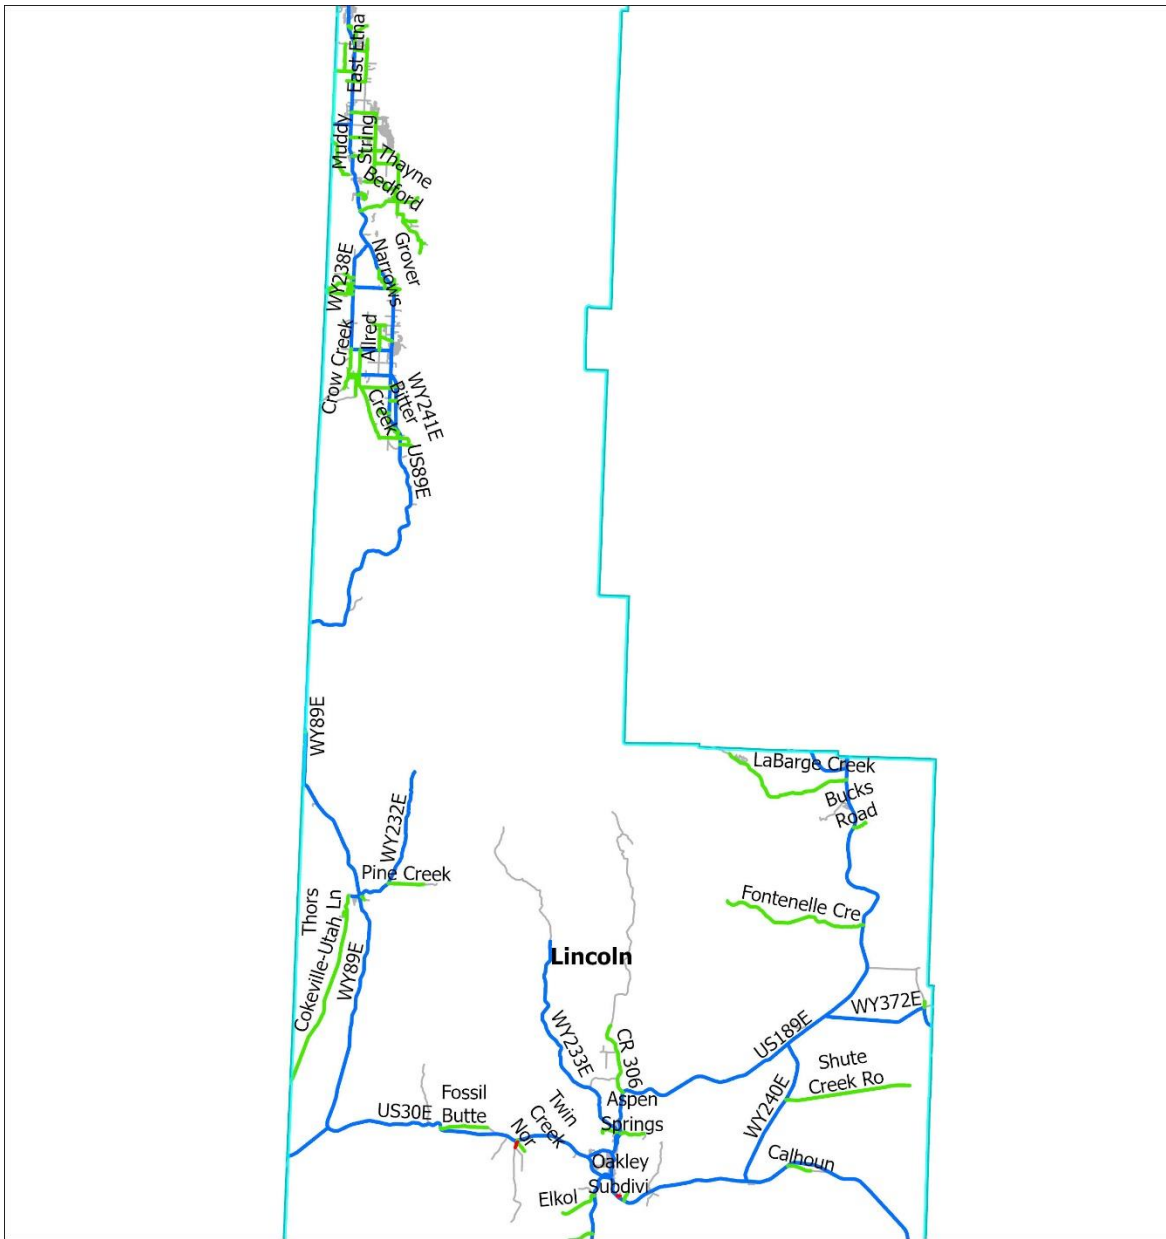 East Etna
Muddy
String
Thayne
Bedford
Grover
Narrows
WY238E
Allred
Crow Creek
WY241E
Bitter
Creek
US89E
WY89E
LaBarge Creek
Bucks
Road
WY232E
Pine Creek
Thors
Ln
Cokeville-Utah
WY89E
Fontenelle Cre
Lincoln
WY233E
CR 306
US189E
WY372E
Shute
Creek Ro
WY240E
Fossil
Butte
US30E
Twin
Creek
Nor
Aspen
Springs
Oakley
Subdivi
Calhoun
Elkol